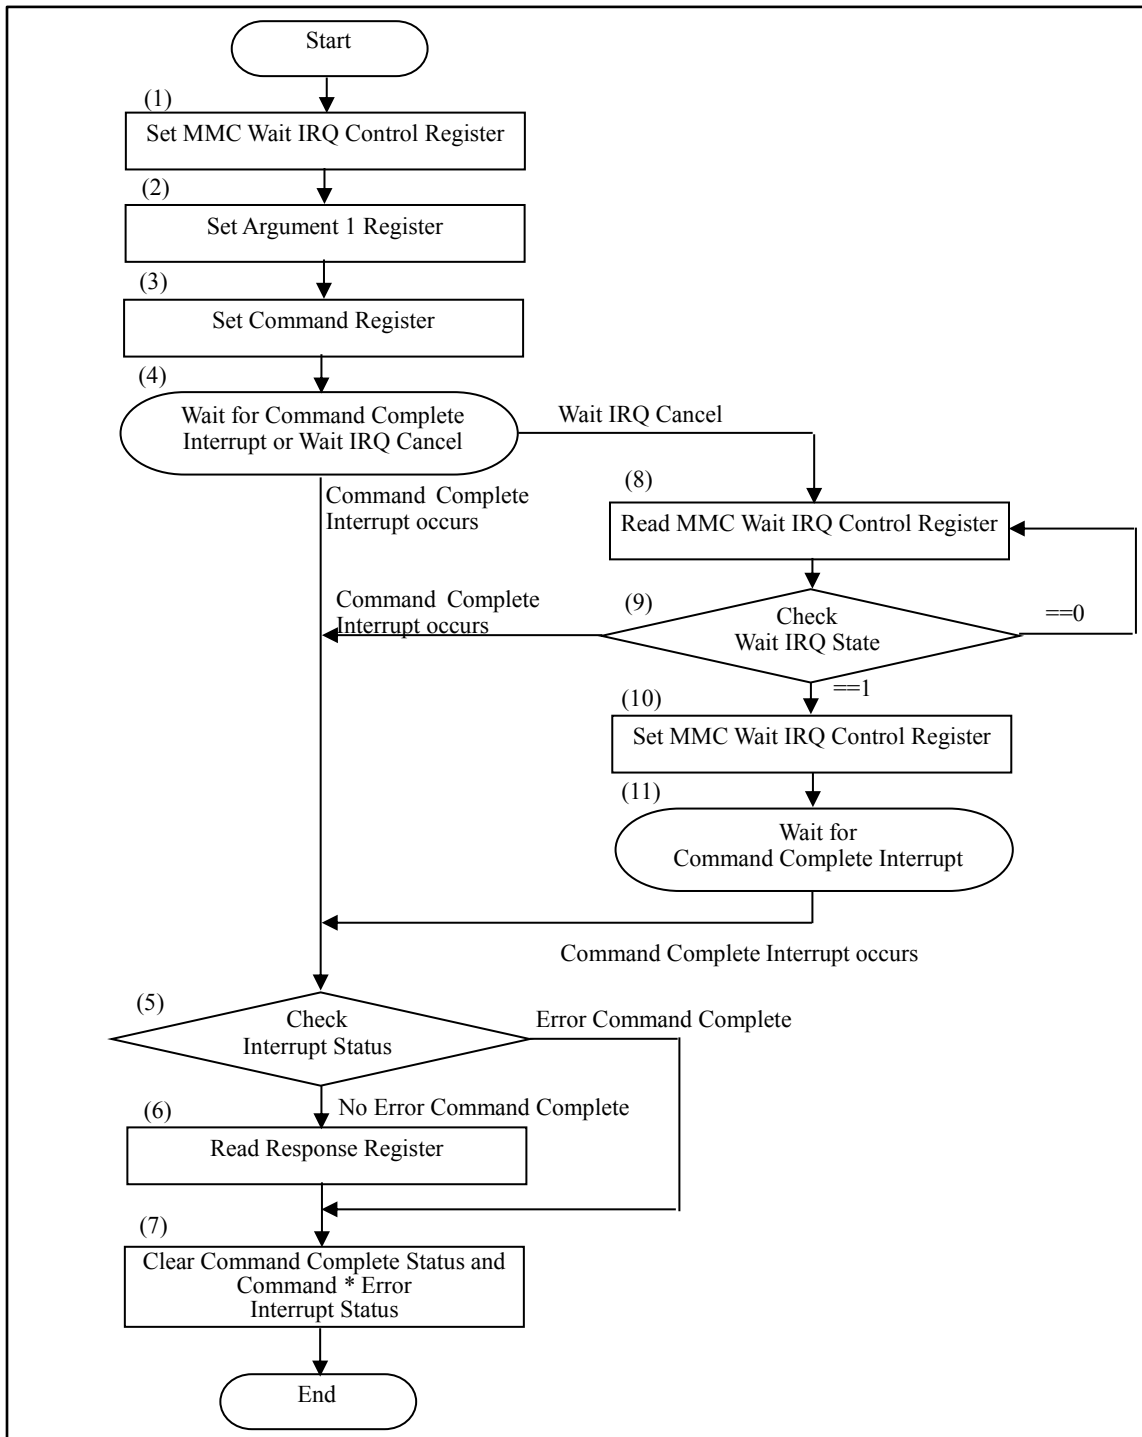 Start
(1)
Set MMC Wait IRQ Control Register
(2)
Set Argument 1 Register
(3)
Set Command Register
(4)
Wait for Command Complete
Interrupt or Wait IRQ Cancel
Wait IRQ Cancel
Command Complete
Interrupt occurs
(8)
Read MMC Wait IRQ Control Register
Command Complete
Interrupt occurs
(9)
Check
Wait IRQ State
==0
==1
(10)
Set MMC Wait IRQ Control Register
(11)
Wait for
Command Complete Interrupt
Command Complete Interrupt occurs
(5)
Check
Interrupt Status
Error Command Complete
No Error Command Complete
(6)
Read Response Register
(7)
Clear Command Complete Status and
Command * Error
Interrupt Status
End